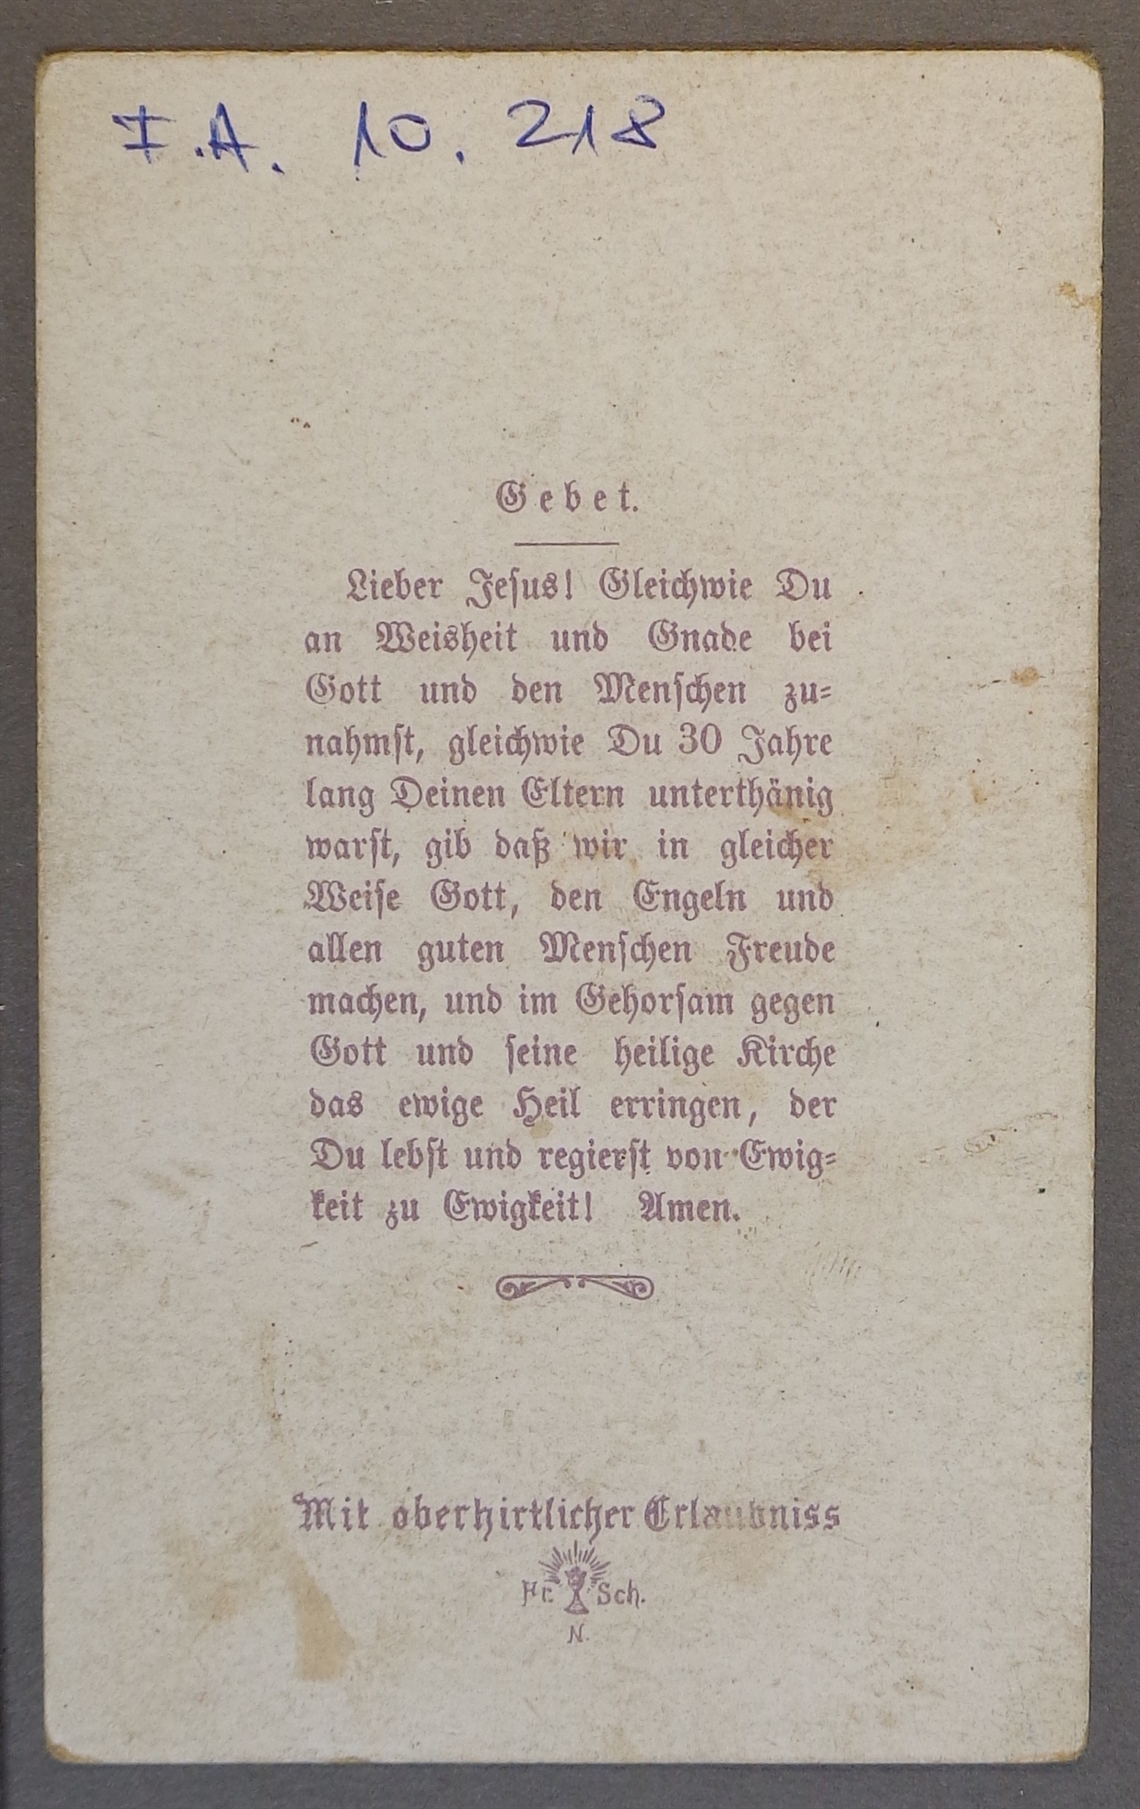 I.A. 10. 218
Gebet.
Lieber Jesus! Gleichwie Du
an Weisheit und Gnade bei
Gott und den Menschen zu-
nahmst, gleichwie Du 30 Jahre
lang Deinen Eltern unterthänig
warst, gib daß wir in gleicher
Weise Gott, den Engeln und
allen guten Menschen Freude
machen, und im Gehorsam gegen
Gott und seine heilige Kirche
das ewige Heil erringen, der
Du lebst und regierst von Ewig-
keit zu Ewigkeit! Amen.
Mit oberhirtlicher Erlaubniss
Fr. Sch.
N.